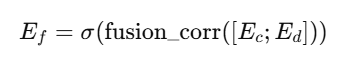 E_f = σ(fusion_corr([E_c; E_d]))